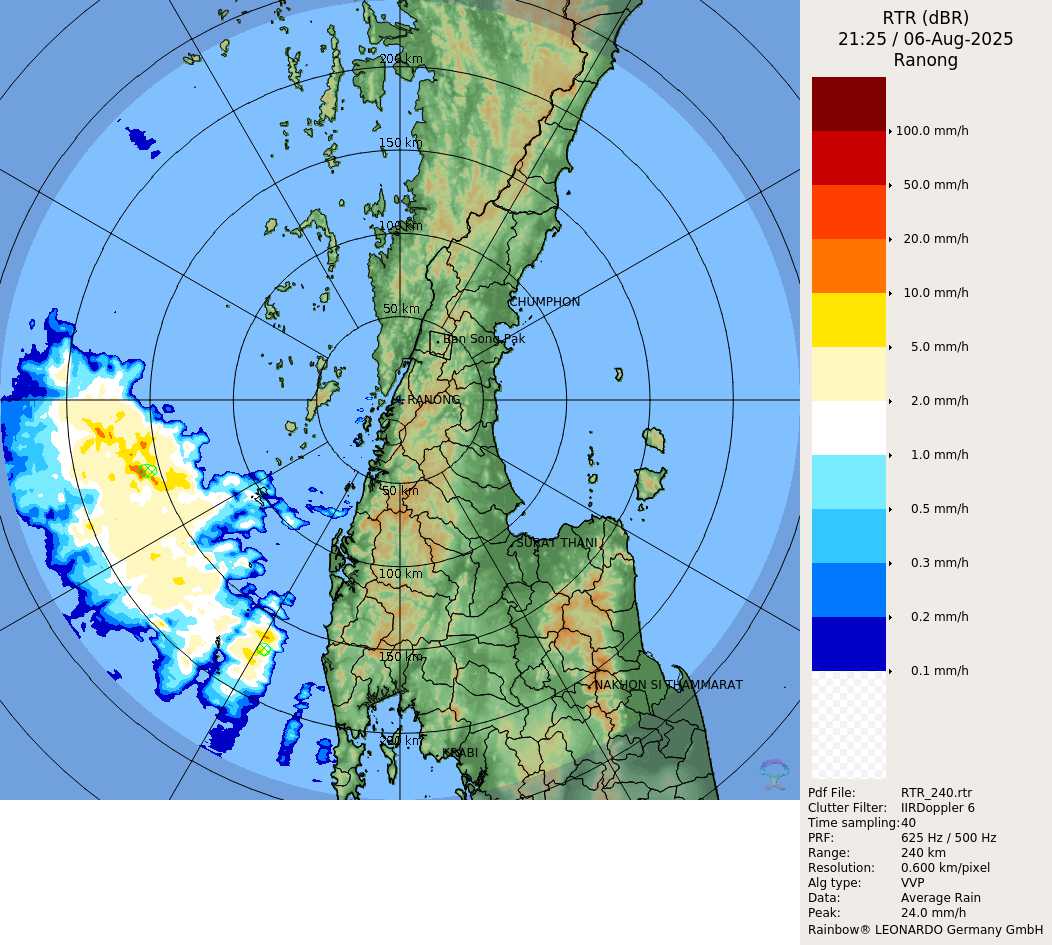 RTR (dBR)
21:25 / 06-Aug-2025
Ranong
200 km
150 km
100 km
50 km
CHUMPHON
Ban Song Pak
RANONG
50 km
SURAT THANI
100 km
150 km
NAKHON SI THAMMARAT
200 km
KRABI
100.0 mm/h
50.0 mm/h
20.0 mm/h
10.0 mm/h
5.0 mm/h
2.0 mm/h
1.0 mm/h
0.5 mm/h
0.3 mm/h
0.2 mm/h
0.1 mm/h
Pdf File: RTR_240.rtr
Clutter Filter: IIRDoppler 6
Time sampling: 40
PRF: 625 Hz / 500 Hz
Range: 240 km
Resolution: 0.600 km/pixel
Alg type: VVP
Data: Average Rain
Peak: 24.0 mm/h
Rainbow® LEONARDO Germany GmbH